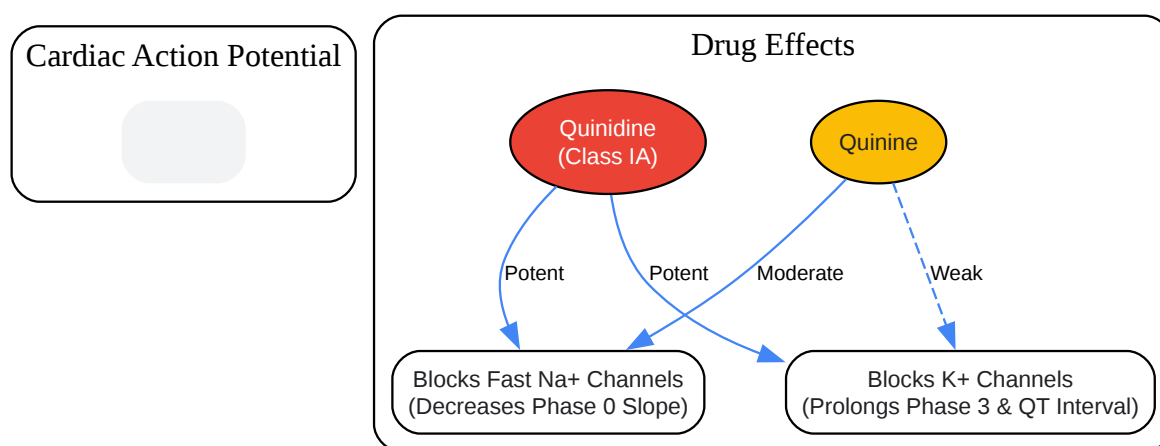 Cardiac Action Potential
Drug Effects
Quinidine
(Class IA)
Quinine
Potent
Potent
Moderate
Weak
Blocks Fast Na+ Channels
(Decreases Phase 0 Slope)
Blocks K+ Channels
(Prolongs Phase 3 & QT Interval)